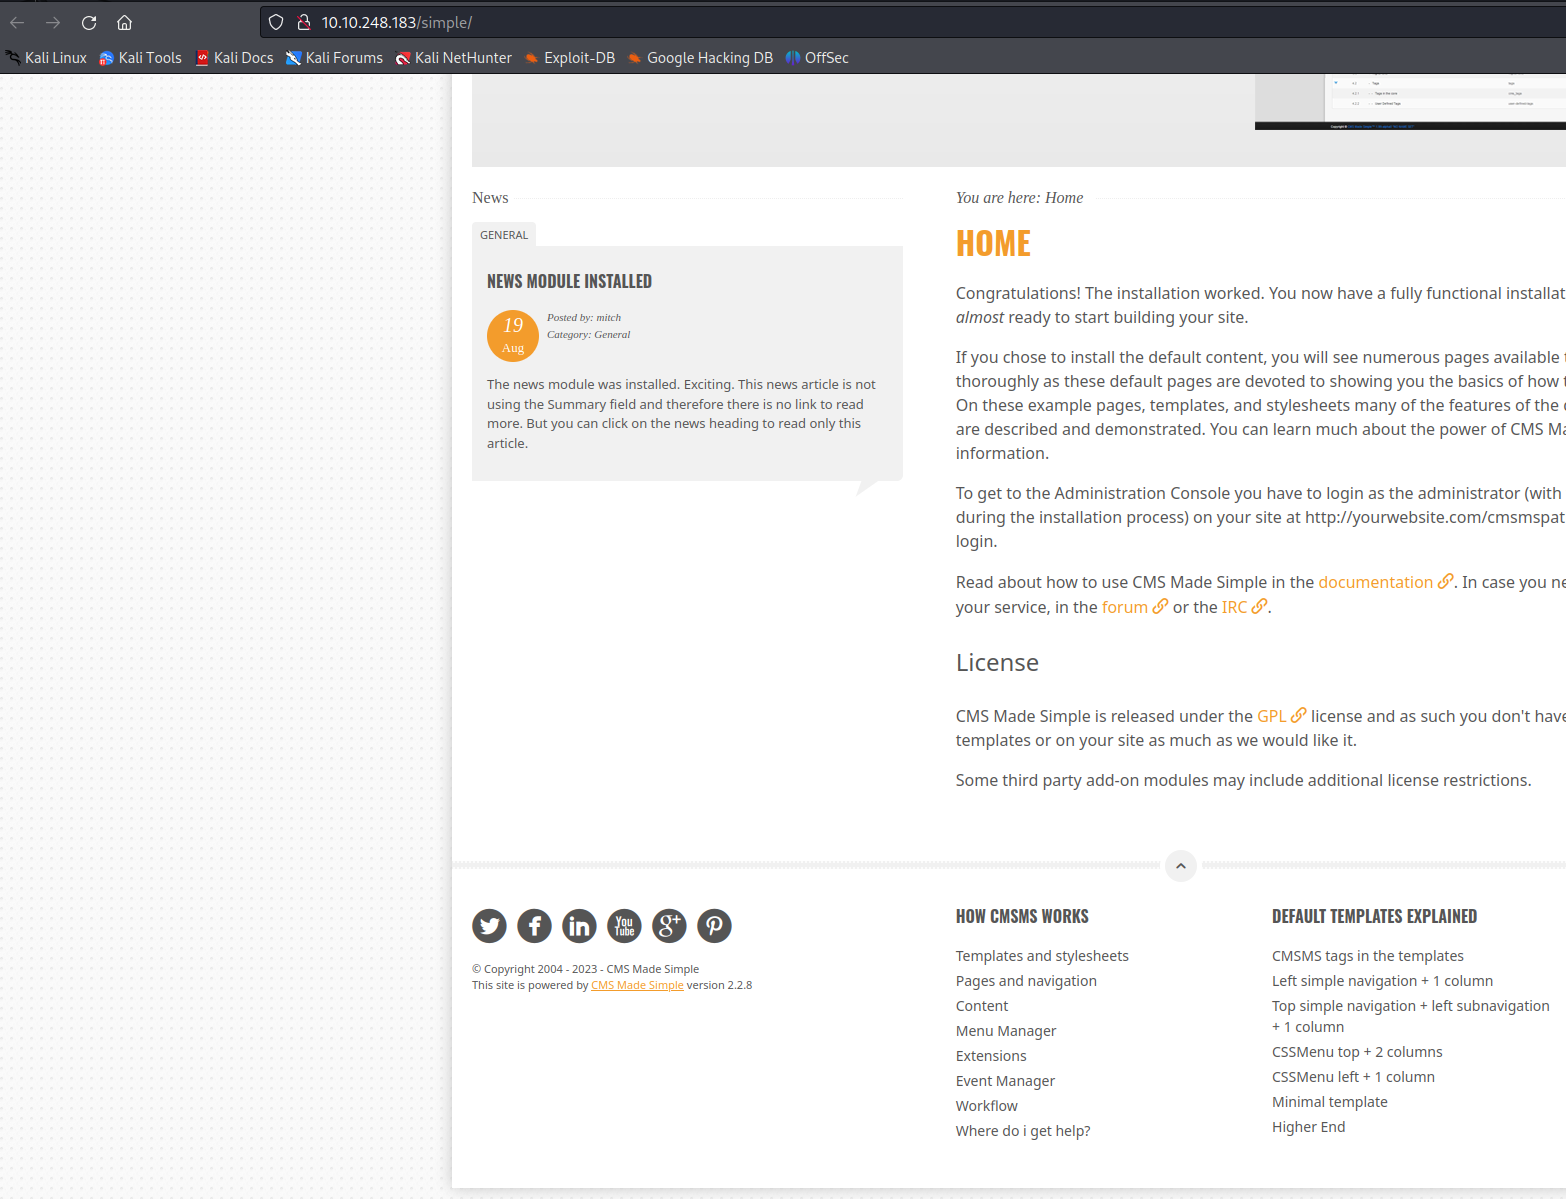 10.10.248.183/simple/
Kali Linux Kali Tools Kali Docs Kali Forums Kali NetHunter Exploit-DB Google Hacking DB OffSec
News
GENERAL
NEWS MODULE INSTALLED
19
Aug
Posted by: mitch
Category: General
The news module was installed. Exciting. This news article is not
using the Summary field and therefore there is no link to read
more. But you can click on the news heading to read only this
article.
You are here: Home
HOME
Congratulations! The installation worked. You now have a fully functional installat
almost ready to start building your site.
If you chose to install the default content, you will see numerous pages available
thoroughly as these default pages are devoted to showing you the basics of how
On these example pages, templates, and stylesheets many of the features of the
are described and demonstrated. You can learn much about the power of CMS Ma
information.
To get to the Administration Console you have to login as the administrator (with
during the installation process) on your site at http://yourwebsite.com/cmsmspat
login.
Read about how to use CMS Made Simple in the documentation. In case you ne
your service, in the forum or the IRC.
License
CMS Made Simple is released under the GPL license and as such you don't have
templates or on your site as much as we would like it.
Some third party add-on modules may include additional license restrictions.
You
Tube
© Copyright 2004 - 2023 - CMS Made Simple
This site is powered by CMS Made Simple version 2.2.8
HOW CMSMS WORKS
Templates and stylesheets
Pages and navigation
Content
Menu Manager
Extensions
Event Manager
Workflow
Where do i get help?
DEFAULT TEMPLATES EXPLAINED
CMSMS tags in the templates
Left simple navigation + 1 column
Top simple navigation + left subnavigation
+ 1 column
CSSMenu top + 2 columns
CSSMenu left + 1 column
Minimal template
Higher End